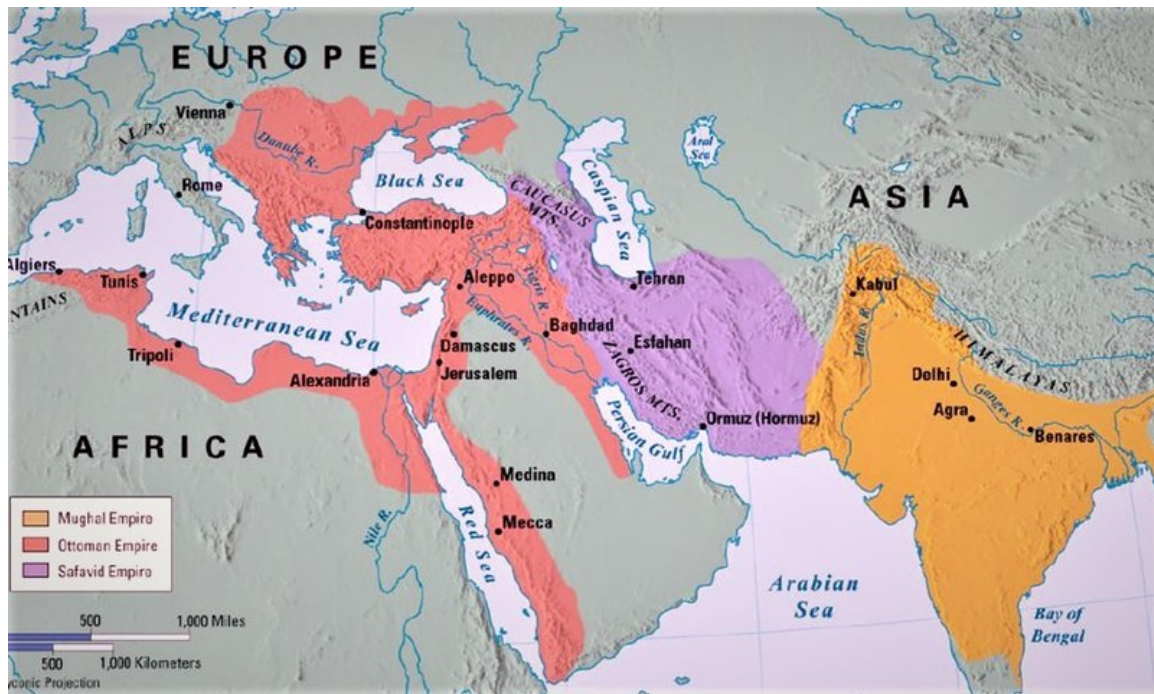 EUROPE
Vienna
ALPS
Danube R.
Aral
Sea
Caspian Sea
Black Sea
CAUCASUS
MTS.
ASIA
Rome
Constantinople
Algiers
Tunis
NTAINS
Aleppo
Tigris R.
Tehran
Kabul
Mediterranean Sea
Euphrates R.
Baghdad
Indus R.
Tripoli
Damascus
Esfahan
HIMALAYAS
Alexandria
Jerusalem
ZAGROS MTS.
Delhi
Ganges R.
Agra
Ormuz (Hormuz)
Benares
Persian Gulf
AFRICA
Medina
Mecca
Nile R.
Red Sea
Mughal Empire
Ottoman Empire
Safavid Empire
Arabian
Sea
Bay of
Bengal
500
1,000 Miles
500
1,000 Kilometers
yconic Projection